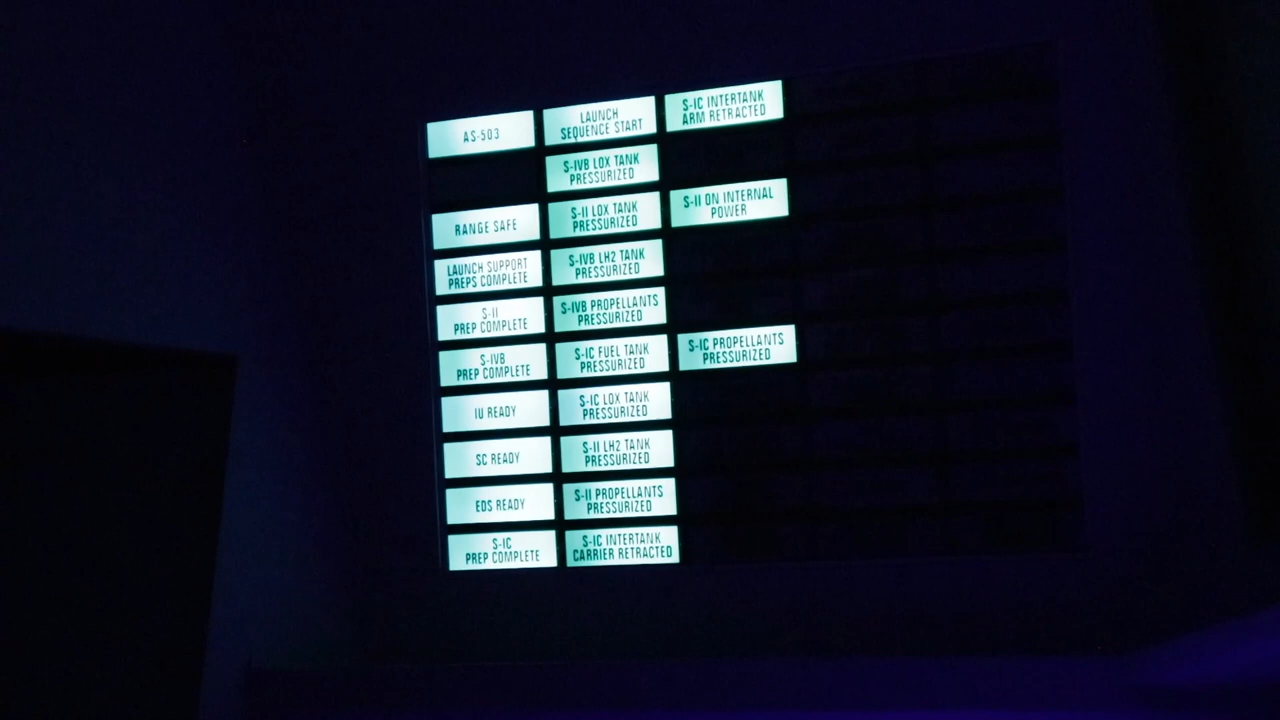 AS-503
LAUNCH
SEQUENCE START
S-IC INTERTANK
ARM RETRACTED
S-IVB LOX TANK
PRESSURIZED
RANGE SAFE
S-II LOX TANK
PRESSURIZED
S-II ON INTERNAL
POWER
LAUNCH SUPPORT
PREPS COMPLETE
S-IVB LH2 TANK
PRESSURIZED
S-II
PREP COMPLETE
S-IVB PROPELLANTS
PRESSURIZED
S-IVB
PREP COMPLETE
S-IC FUEL TANK
PRESSURIZED
S-IC PROPELLANTS
PRESSURIZED
IU READY
S-IC LOX TANK
PRESSURIZED
SC READY
S-II LH2 TANK
PRESSURIZED
EDS READY
S-II PROPELLANTS
PRESSURIZED
S-IC
PREP COMPLETE
S-IC INTERTANK
CARRIER RETRACTED